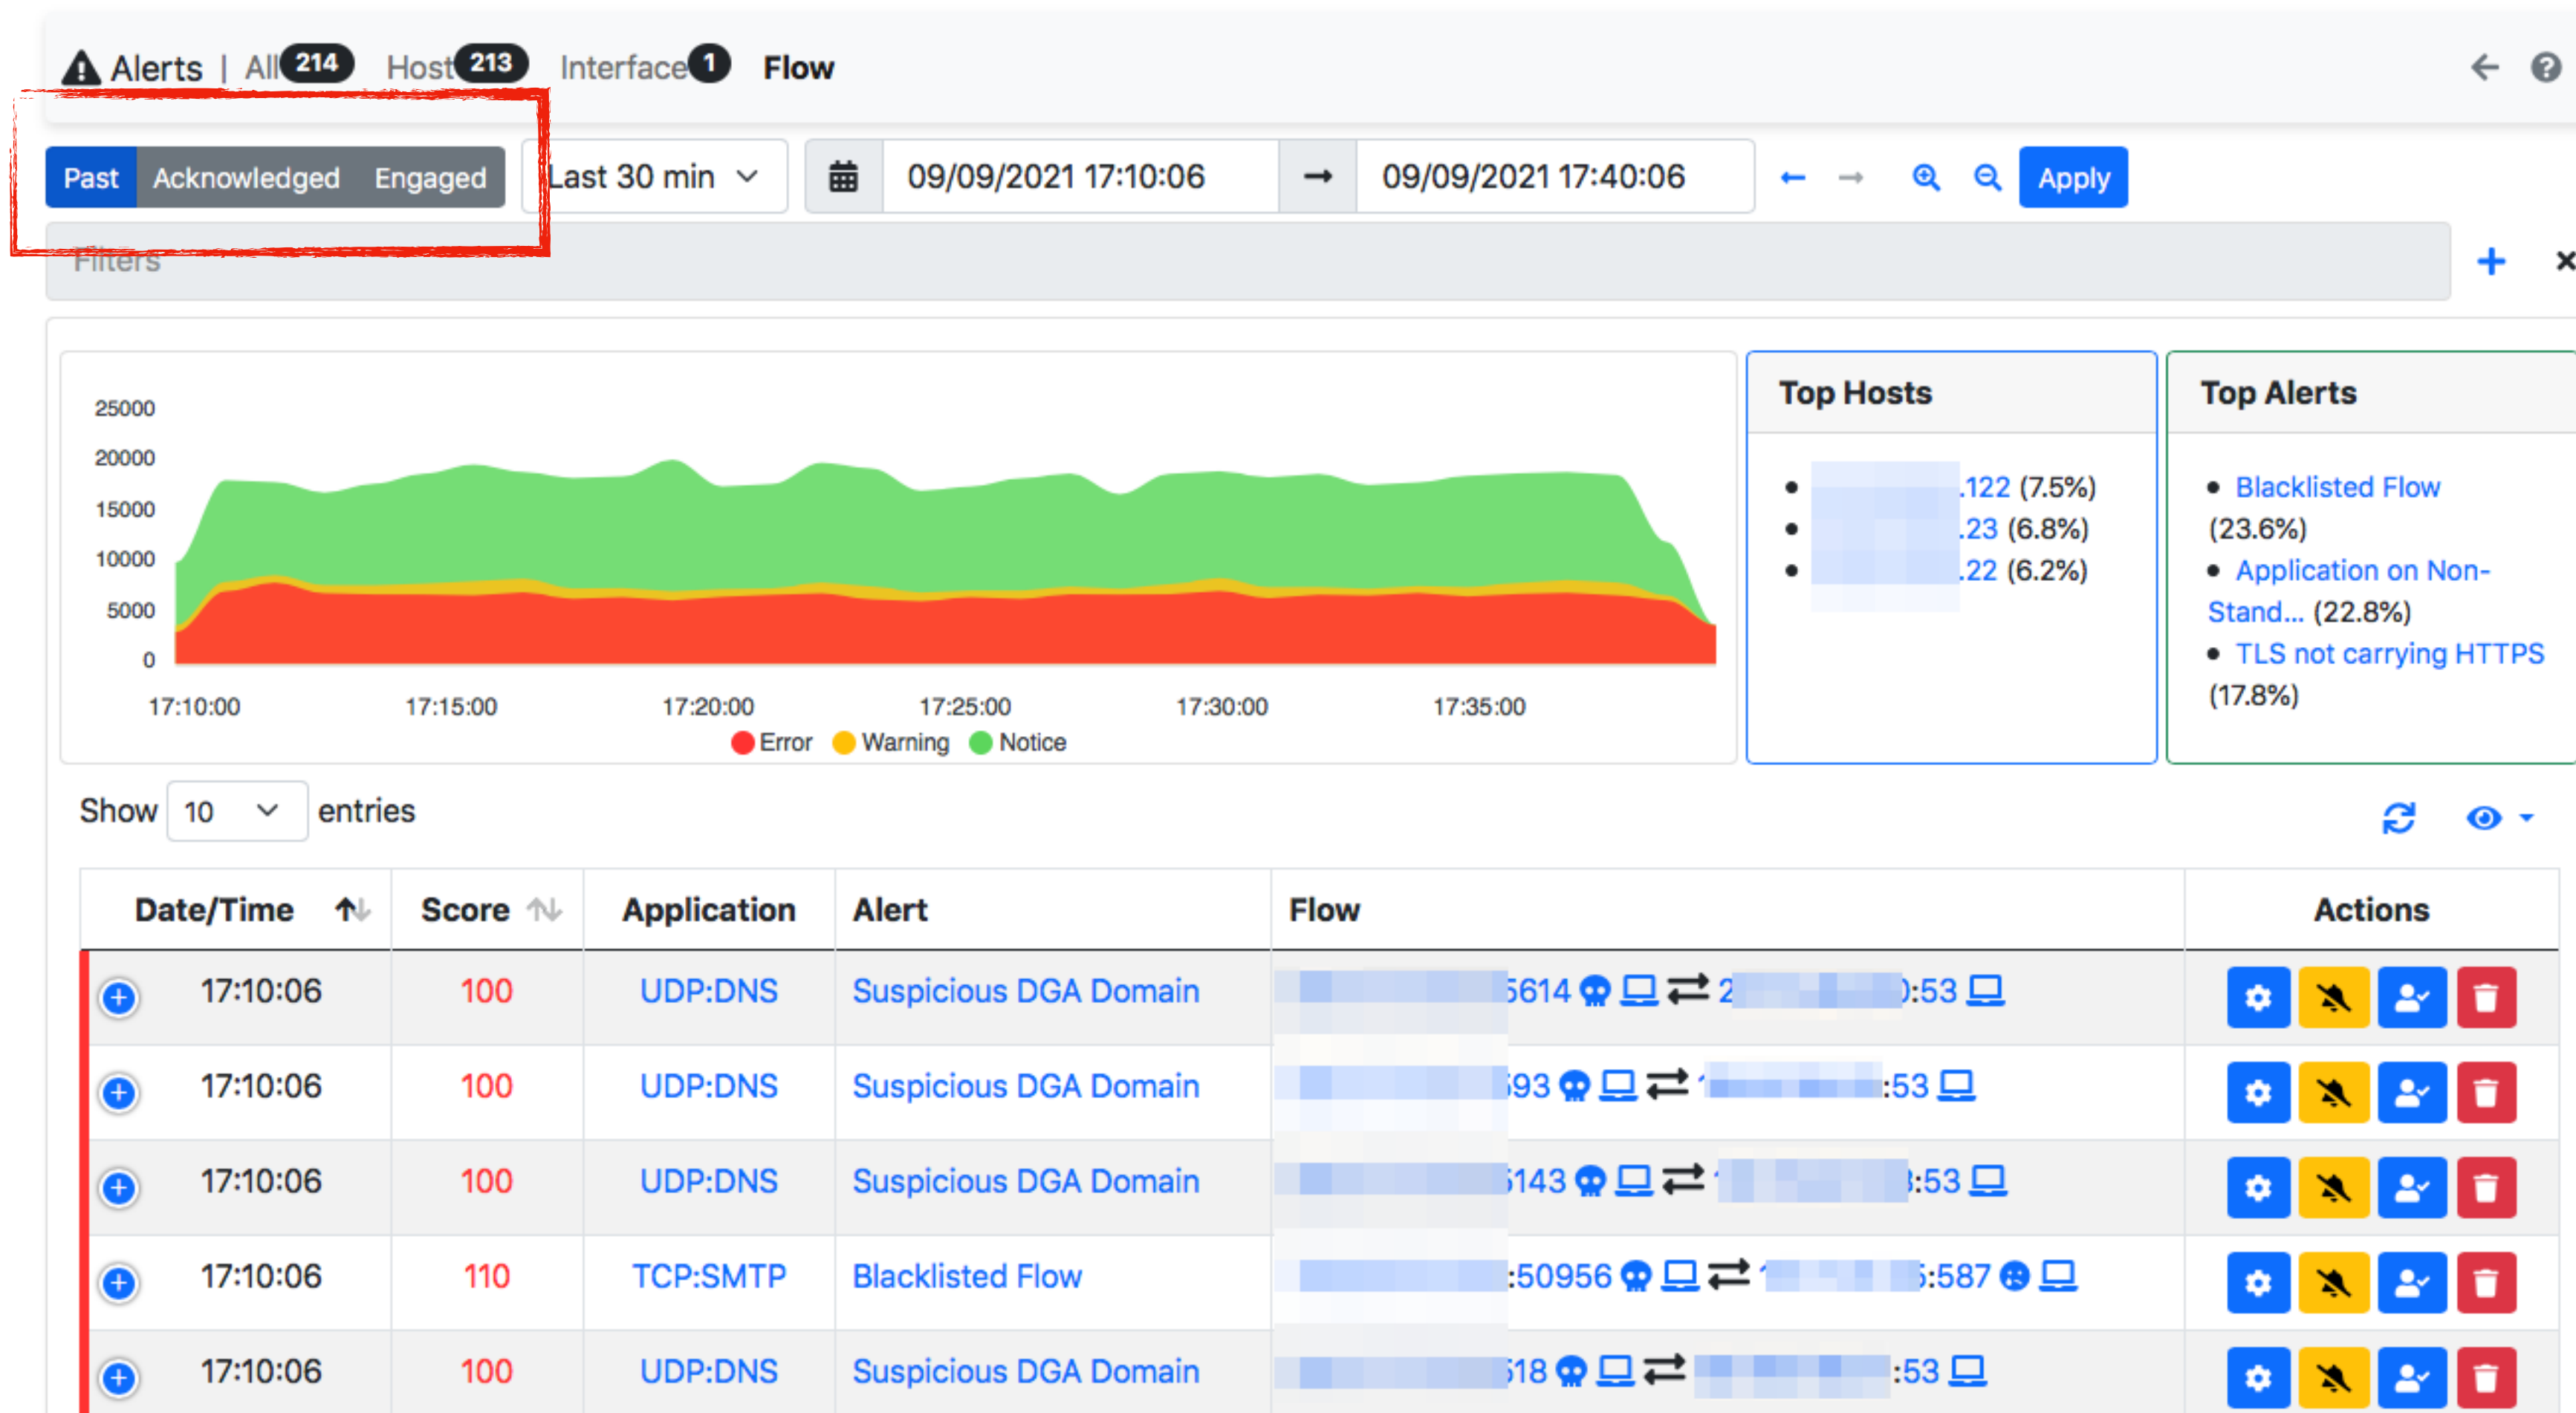 Alerts | All 214 Host 213 Interface 1 Flow
Past Acknowledged Engaged Last 30 min 09/09/2021 17:10:06 → 09/09/2021 17:40:06 Apply
Filters
Top Hosts
.122 (7.5%)
.23 (6.8%)
.22 (6.2%)
Top Alerts
Blacklisted Flow
(23.6%)
Application on Non-
Stand... (22.8%)
TLS not carrying HTTPS
(17.8%)
25000
20000
15000
10000
5000
0
17:10:00 17:15:00 17:20:00 17:25:00 17:30:00 17:35:00
Error Warning Notice
Show 10 entries
Date/Time Score Application Alert Flow Actions
17:10:06 100 UDP:DNS Suspicious DGA Domain 5614 :53
17:10:06 100 UDP:DNS Suspicious DGA Domain 93 :53
17:10:06 100 UDP:DNS Suspicious DGA Domain 143 :53
17:10:06 110 TCP:SMTP Blacklisted Flow :50956 :587
17:10:06 100 UDP:DNS Suspicious DGA Domain 18 :53